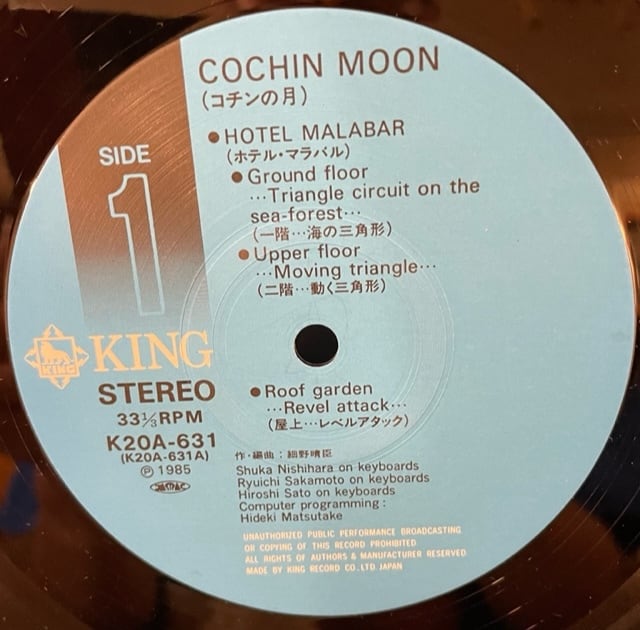 COCHIN MOON
(コチンの月)
●HOTEL MALABAR
(ホテル・マラバル)
●Ground floor
…Triangle circuit on the
sea-forest…
(一階…海の三角形)
●Upper floor
…Moving triangle…
(二階…動く三角形)
SIDE
1
KING
KING
STEREO
33⅓RPM
K20A-631
(K20A-631A)
Ⓟ 1985
JASRAC
●Roof garden
…Revel attack…
(屋上…レベルアタック)
作・編曲:細野晴臣
Shuka Nishihara on keyboards
Ryuichi Sakamoto on keyboards
Hiroshi Sato on keyboards
Computer programming:
Hideki Matsutake
UNAUTHORIZED PUBLIC PERFORMANCE BROADCASTING
OR COPYING OF THIS RECORD PROHIBITED
ALL RIGHTS OF AUTHORS & MANUFACTURER RESERVED
MADE BY KING RECORD CO. LTD. JAPAN